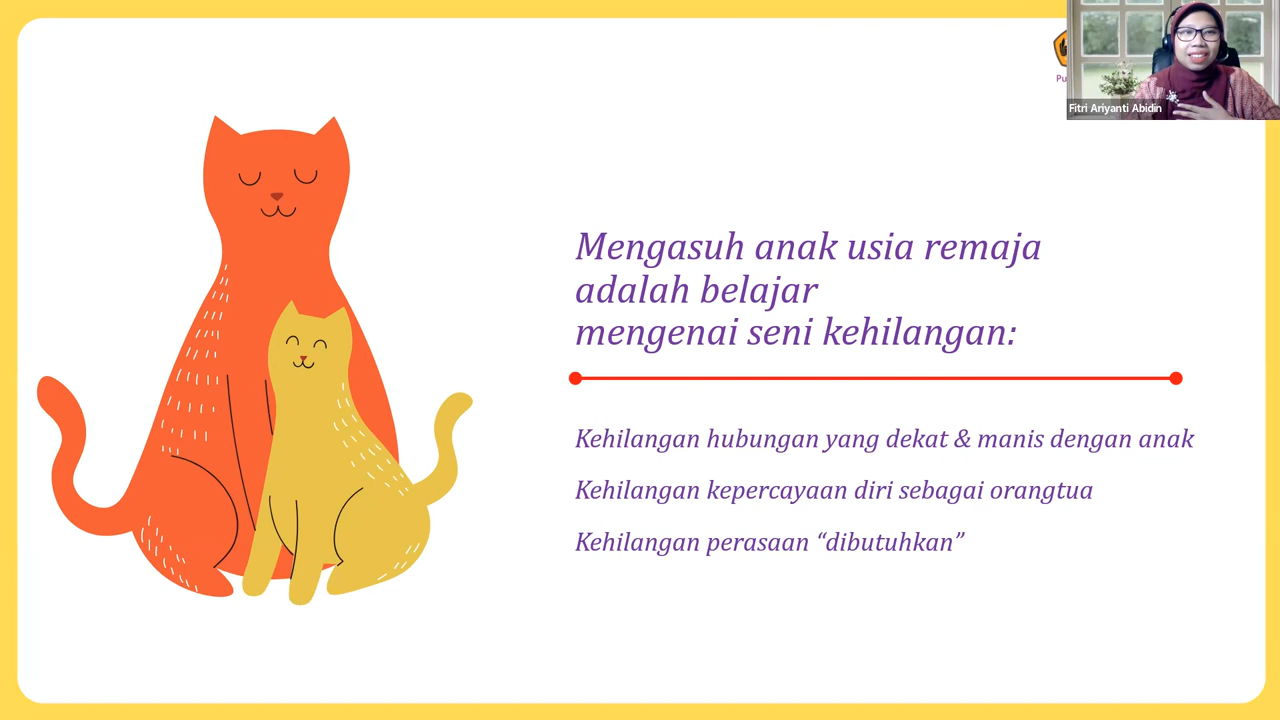 Fitri Ariyanti Abidin
Mengasuh anak usia remaja
adalah belajar
mengenai seni kehilangan:
Kehilangan hubungan yang dekat & manis dengan anak
Kehilangan kepercayaan diri sebagai orangtua
Kehilangan perasaan “dibutuhkan”